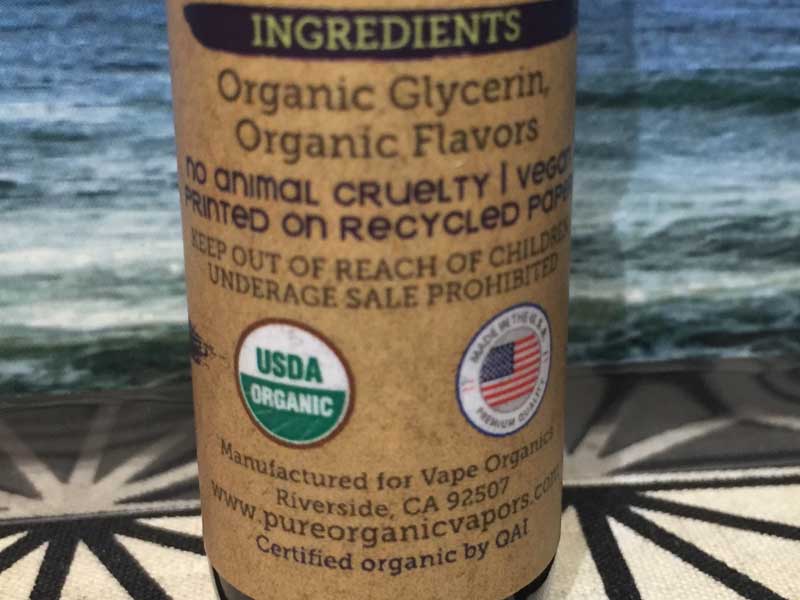 INGREDIENTS
Organic Glycerin,
Organic Flavors
no animal cruelty | vegan
printed on recycled paper
KEEP OUT OF REACH OF CHILDREN
UNDERAGE SALE PROHIBITED
USDA
ORGANIC
MADE IN THE U.S.A.
PREMIUM QUALITY
Manufactured for Vape Organics
Riverside, CA 92507
www.pureorganicvapors.com
Certified organic by QAI